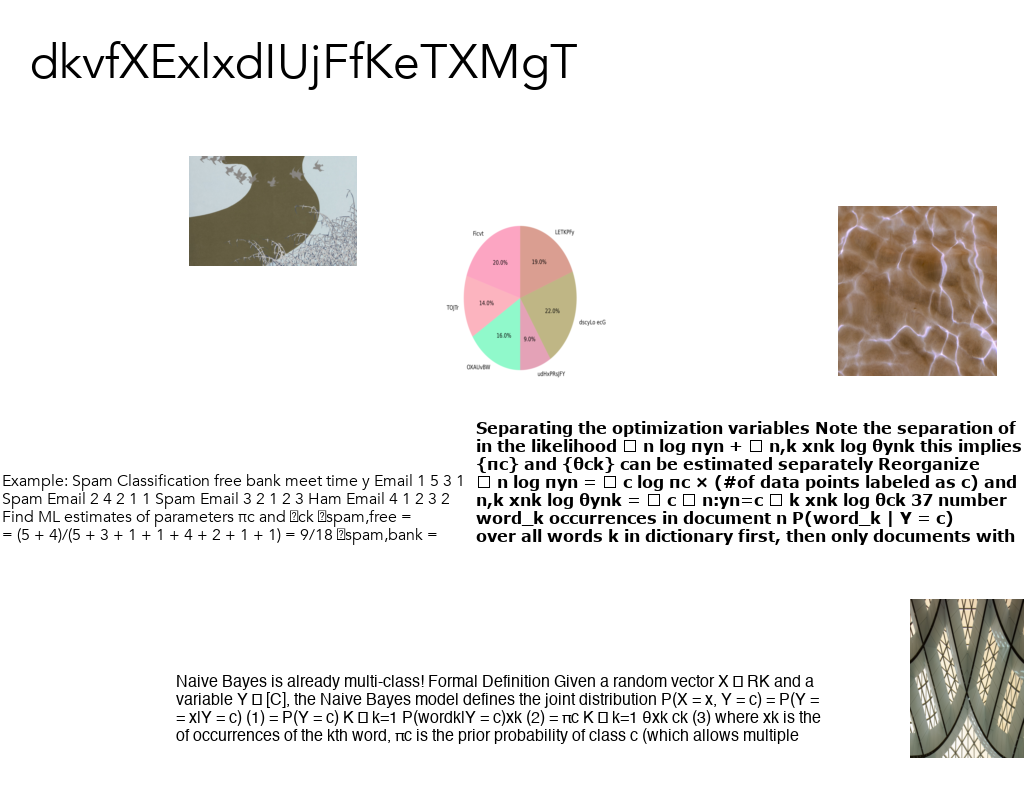 dkvfXExlxdIUjFfKeTXMgT
Ficvt
LETKPfy
20.0%
19.0%
TOJTr
14.0%
22.0%
dscyLo ecG
16.0%
9.0%
OXAUvBW
udHxPRsJFY
Separating the optimization variables Note the separation of
in the likelihood □ n log πyn + □ n,k xnk log θynk this implies
{πc} and {θck} can be estimated separately Reorganize
□ n log πyn = □ c log πc × (#of data points labeled as c) and
n,k xnk log θynk = □ c □ n:yn=c □ k xnk log θck 37 number
word_k occurrences in document n P(word_k | Y = c)
over all words k in dictionary first, then only documents with
Example: Spam Classification free bank meet time y Email 1 5 3 1
Spam Email 2 4 2 1 1 Spam Email 3 2 1 2 3 Ham Email 4 1 2 3 2
Find ML estimates of parameters πc and □ck □spam,free =
= (5 + 4)/(5 + 3 + 1 + 1 + 4 + 2 + 1 + 1) = 9/18 □spam,bank =
Naive Bayes is already multi-class! Formal Definition Given a random vector X □ RK and a
variable Y □ [C], the Naive Bayes model defines the joint distribution P(X = x, Y = c) = P(Y =
= x|Y = c) (1) = P(Y = c) K □ k=1 P(wordk|Y = c)xk (2) = πc K □ k=1 θxk ck (3) where xk is the
of occurrences of the kth word, πc is the prior probability of class c (which allows multiple